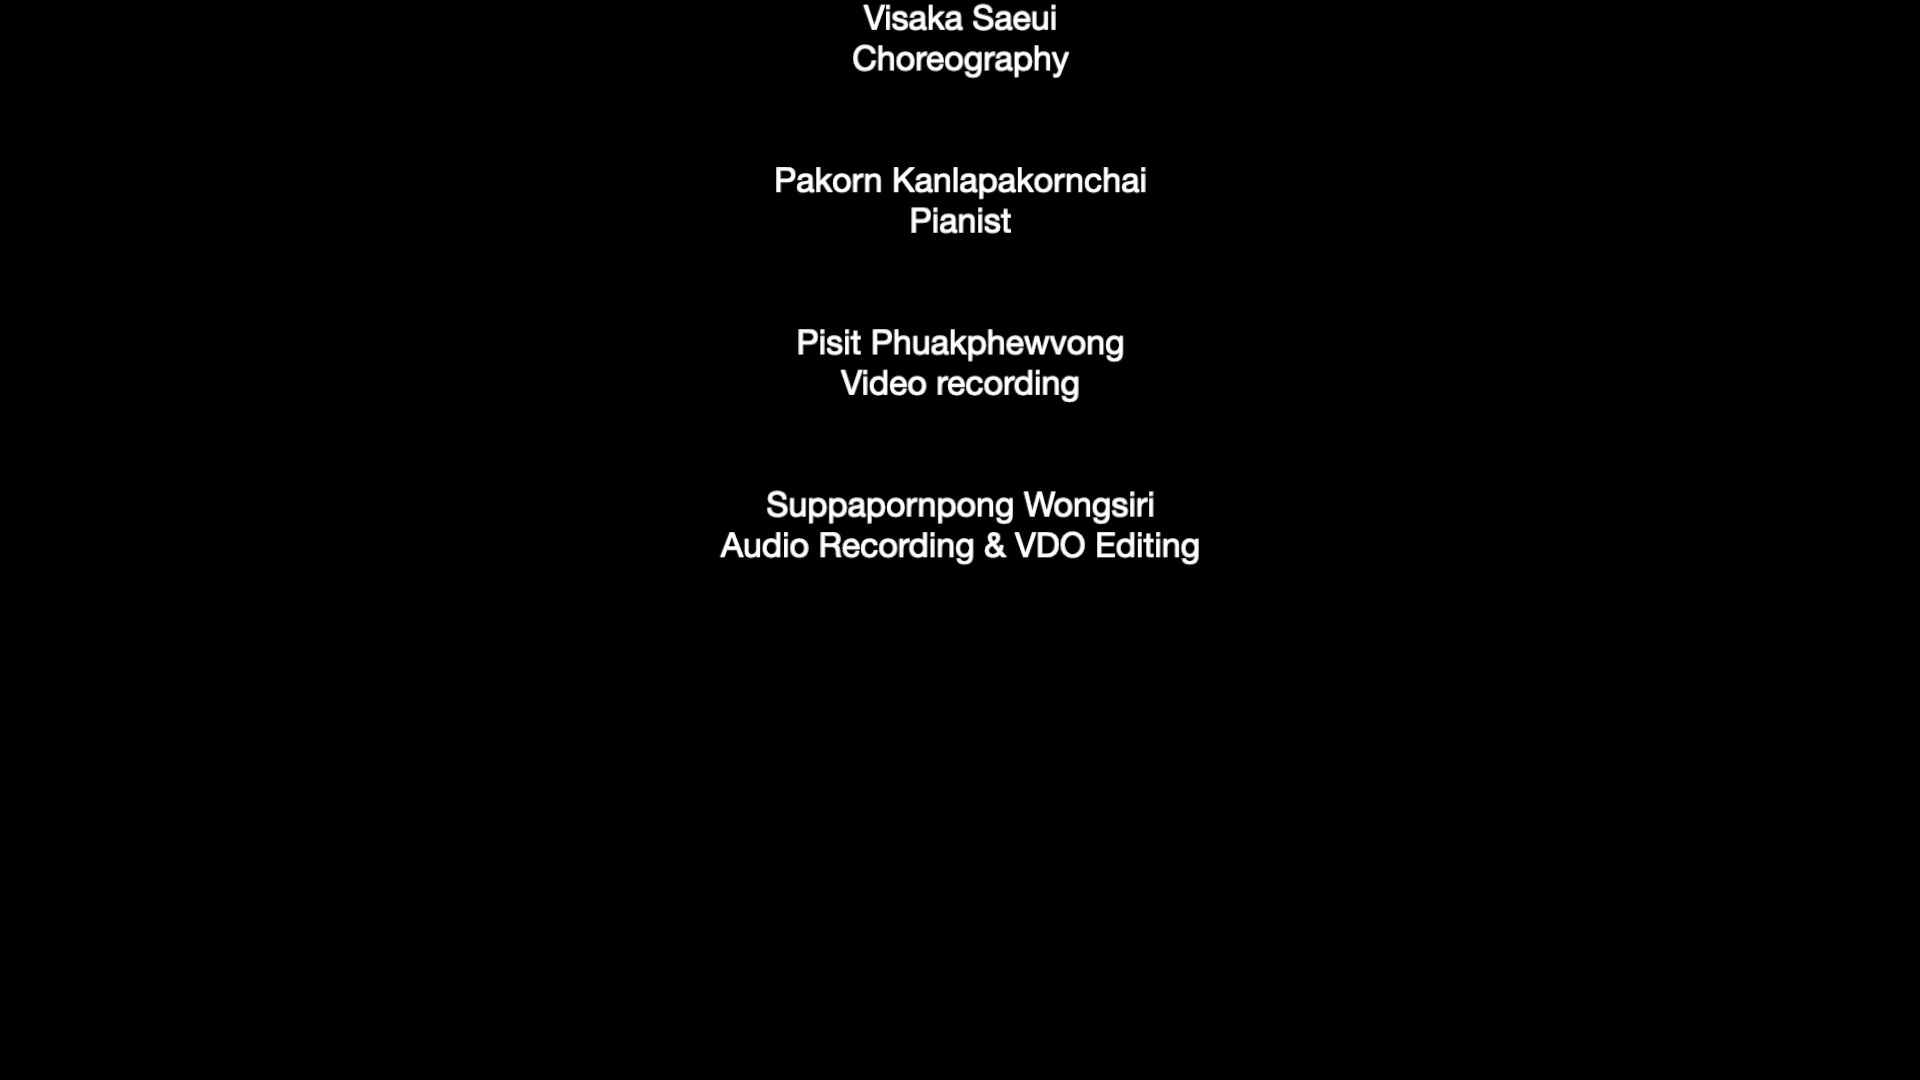 Visaka Saeui
Choreography
Pakorn Kanlapakornchai
Pianist
Pisit Phuakphewvong
Video recording
Suppapornpong Wongsiri
Audio Recording & VDO Editing